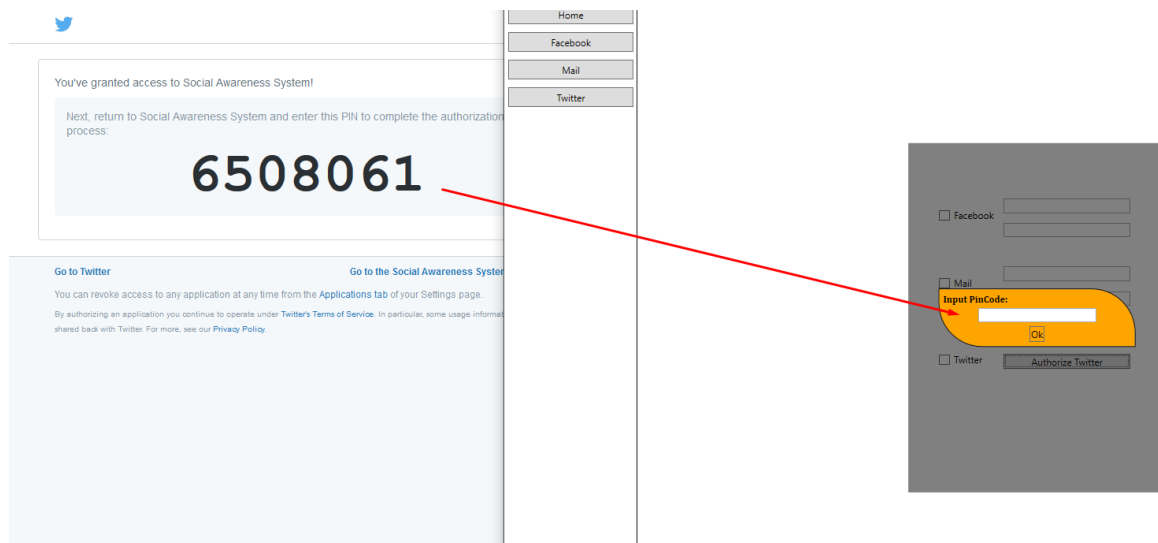 You've granted access to Social Awareness System!
Next, return to Social Awareness System and enter this PIN to complete the authorization
process:
6508061
Go to Twitter
Go to the Social Awareness
You can revoke access to any application at any time from the Applications tab of your Settings page.
By authorizing an application you continue to operate under Twitter's Terms of Service. In particular, some usage
shared back with Twitter. For more, see our Privacy Policy.
Home
Facebook
Mail
Twitter
Facebook
Mail
Input PinCode:
Ok
Twitter
Authorize Twitter